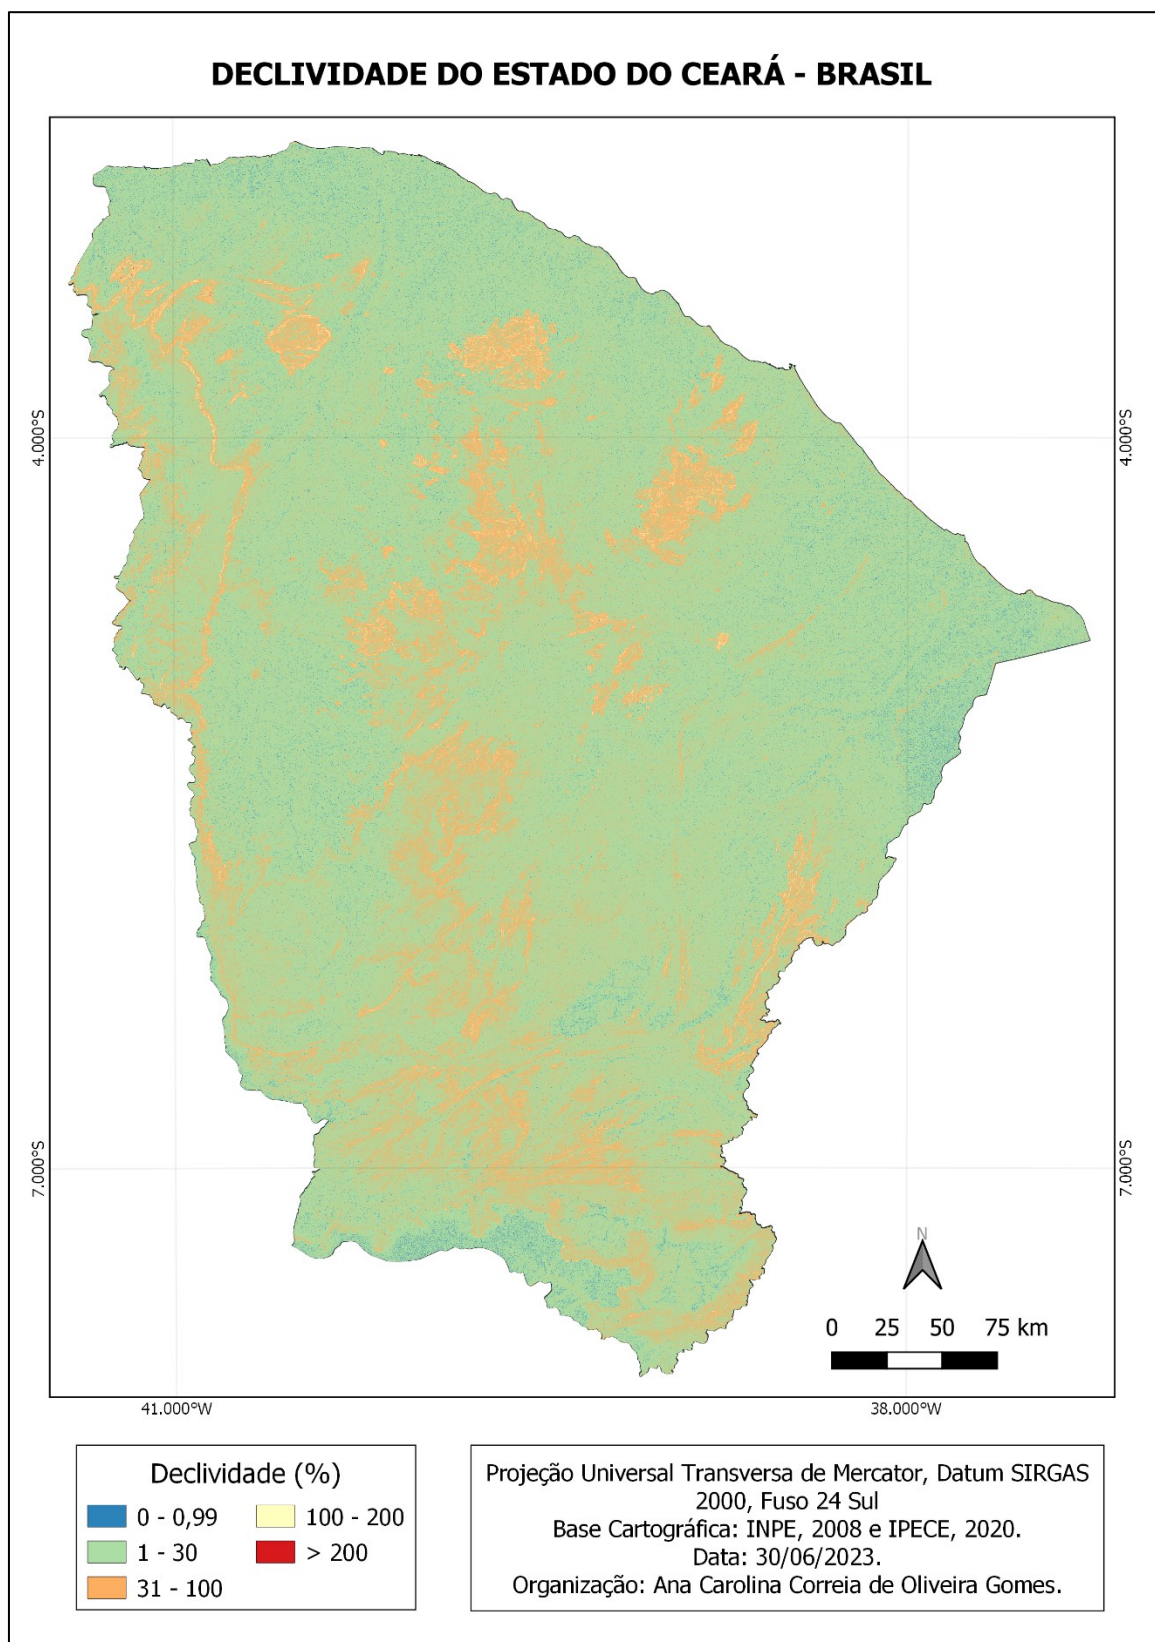 DECLIVIDADE DO ESTADO DO CEARÁ - BRASIL
4.000°S
4.000°S
7.000°S
7.000°S
N
0 25 50 75 km
41.000°W
38.000°W
Declividade (%)
0 - 0,99
1 - 30
31 - 100
100 - 200
> 200
Projeção Universal Transversa de Mercator, Datum SIRGAS
2000, Fuso 24 Sul
Base Cartográfica: INPE, 2008 e IPECE, 2020.
Data: 30/06/2023.
Organização: Ana Carolina Correia de Oliveira Gomes.